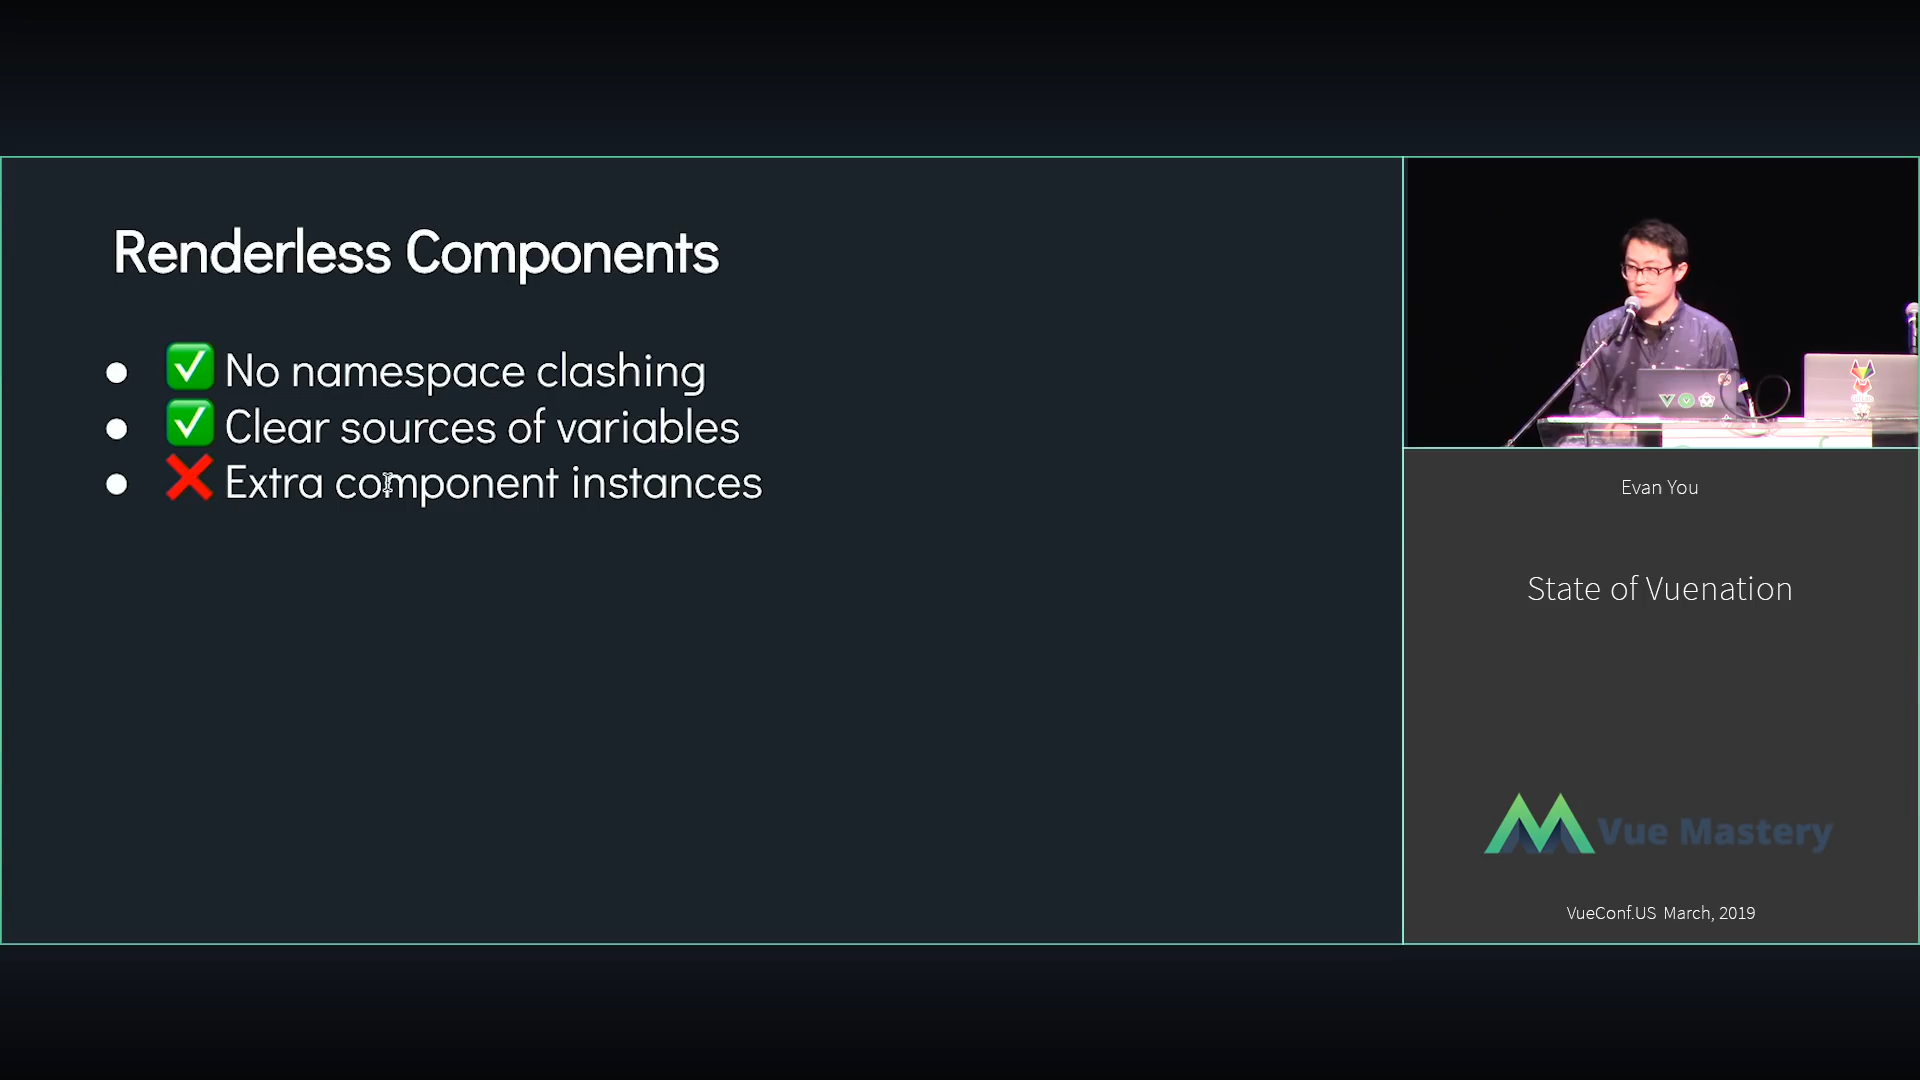 Renderless Components
● ✅ No namespace clashing
● ✅ Clear sources of variables
● ❌ Extra component instances
Evan You
State of Vuenation
Vue Mastery
VueConf.US March, 2019